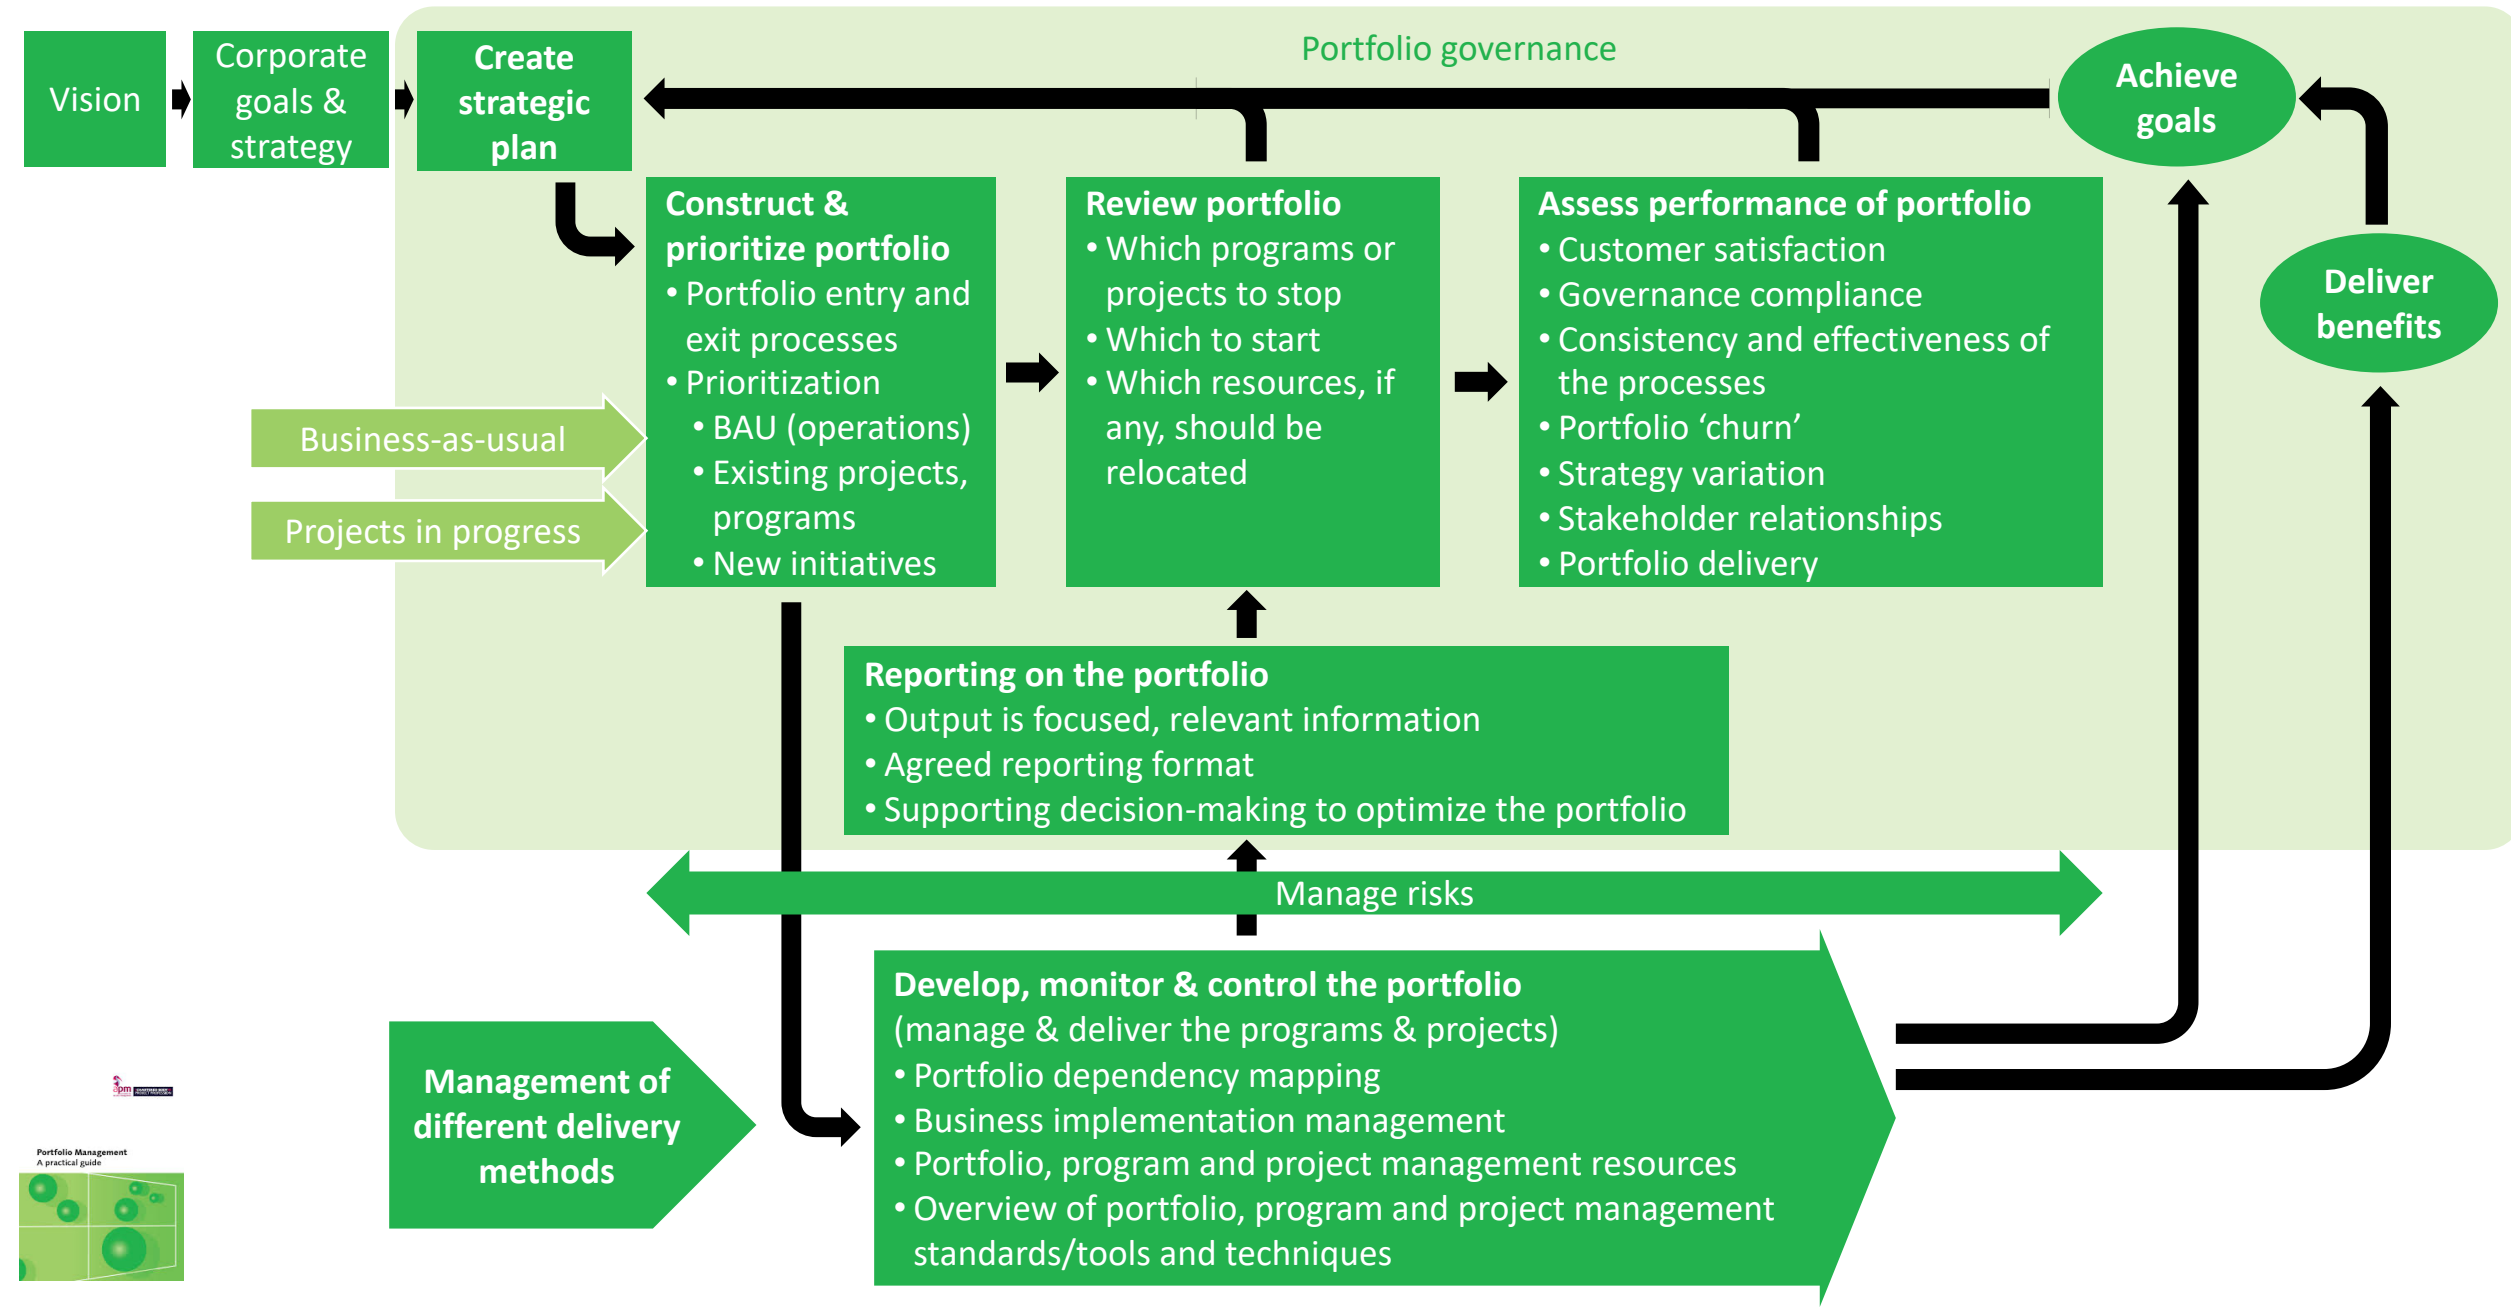 Portfolio governance
Vision
Corporate
goals &
strategy
Create
strategic
plan
Achieve
goals
Construct &
prioritize portfolio
• Portfolio entry and
exit processes
• Prioritization
• BAU (operations)
• Existing projects,
programs
• New initiatives
Review portfolio
• Which programs or
projects to stop
• Which to start
• Which resources, if
any, should be
relocated
Assess performance of portfolio
• Customer satisfaction
• Governance compliance
• Consistency and effectiveness of
the processes
• Portfolio ‘churn’
• Strategy variation
• Stakeholder relationships
• Portfolio delivery
Deliver
benefits
Business-as-usual
Projects in progress
Reporting on the portfolio
• Output is focused, relevant information
• Agreed reporting format
• Supporting decision-making to optimize the portfolio
Manage risks
Develop, monitor & control the portfolio
(manage & deliver the programs & projects)
• Portfolio dependency mapping
• Business implementation management
• Portfolio, program and project management resources
• Overview of portfolio, program and project management
standards/tools and techniques
Management of
different delivery
methods
apm
Portfolio Management
A practical guide